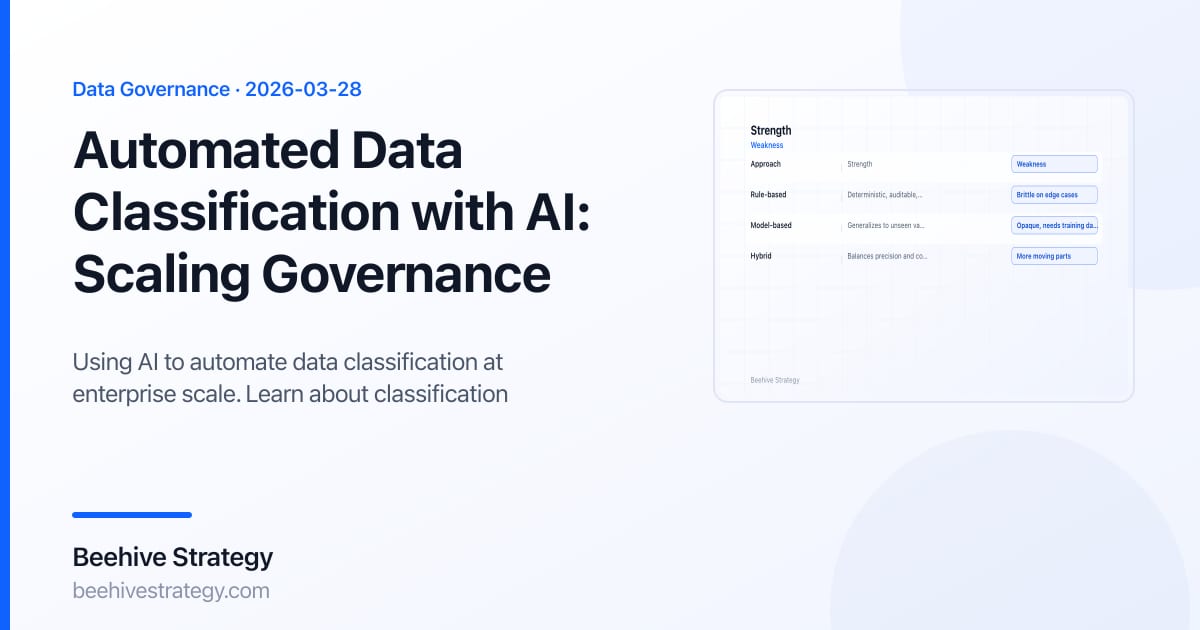 Data Governance · 2026-03-28
Automated Data
Classification with AI:
Scaling Governance
Using AI to automate data classification at
enterprise scale. Learn about classification
Beehive Strategy
beehivestrategy.com
Strength
Weakness
Approach Strength Weakness
Rule-based Deterministic, auditable,... Brittle on edge cases
Model-based Generalizes to unseen va... Opaque, needs training da...
Hybrid Balances precision and co... More moving parts
Beehive Strategy